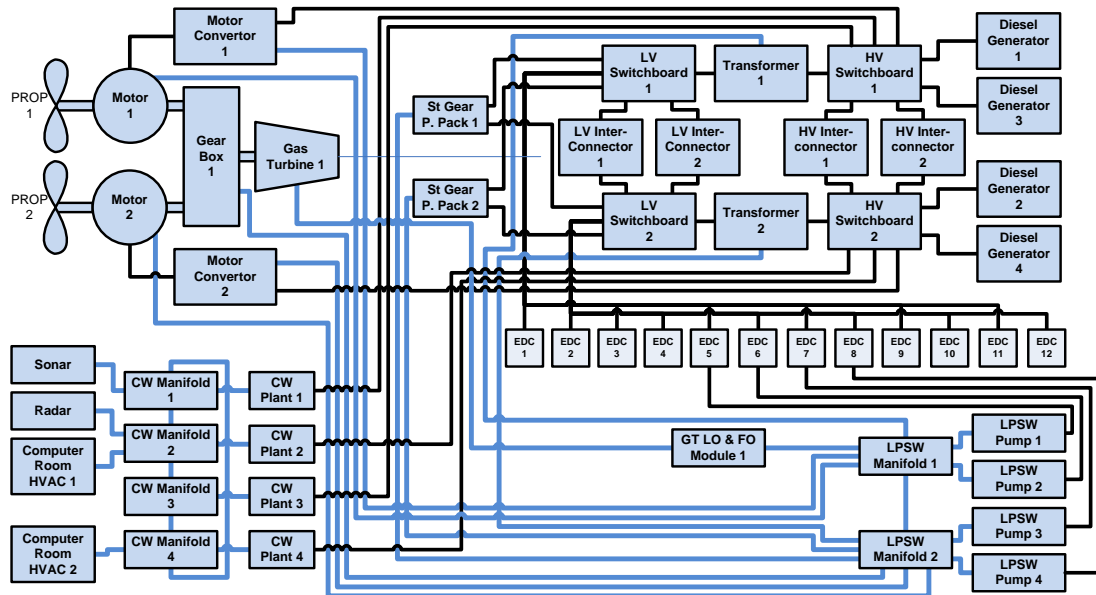 Motor
Convertor
1
PROP
1
Motor
1
Gear
Box
1
Gas
Turbine 1
PROP
2
Motor
2
Motor
Convertor
2
St Gear
P. Pack 1
St Gear
P. Pack 2
LV
Switchboard
1
Transformer
1
HV
Switchboard
1
Diesel
Generator
1
Diesel
Generator
3
LV Inter-
Connector
1
LV Inter-
Connector
2
HV Inter-
connector
1
HV Inter-
connector
2
LV
Switchboard
2
Transformer
2
HV
Switchboard
2
Diesel
Generator
2
Diesel
Generator
4
EDC
1
EDC
2
EDC
3
EDC
4
EDC
5
EDC
6
EDC
7
EDC
8
EDC
9
EDC
10
EDC
11
EDC
12
Sonar
Radar
Computer
Room
HVAC 1
Computer
Room
HVAC 2
CW Manifold
1
CW Manifold
2
CW Manifold
3
CW Manifold
4
CW
Plant 1
CW
Plant 2
CW
Plant 3
CW
Plant 4
GT LO & FO
Module 1
LPSW
Manifold 1
LPSW
Manifold 2
LPSW
Pump 1
LPSW
Pump 2
LPSW
Pump 3
LPSW
Pump 4